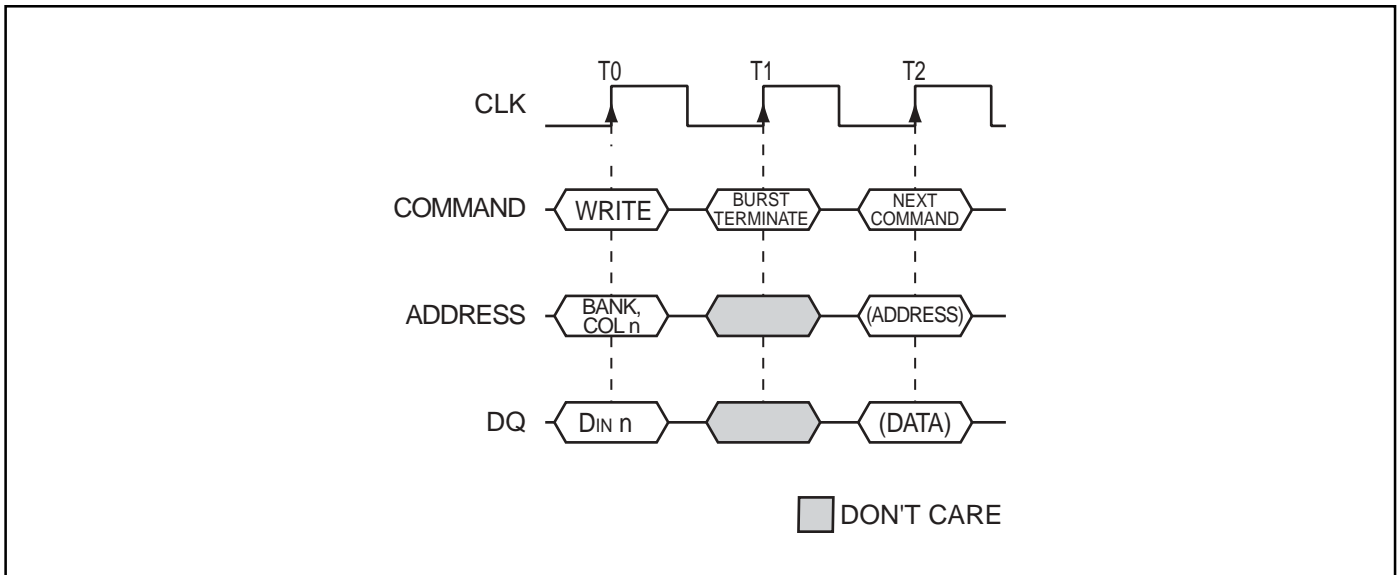 T0 T1 T2
CLK
COMMAND WRITE BURST TERMINATE NEXT COMMAND
ADDRESS BANK, COL n (ADDRESS)
DQ DIN n (DATA)
DON'T CARE